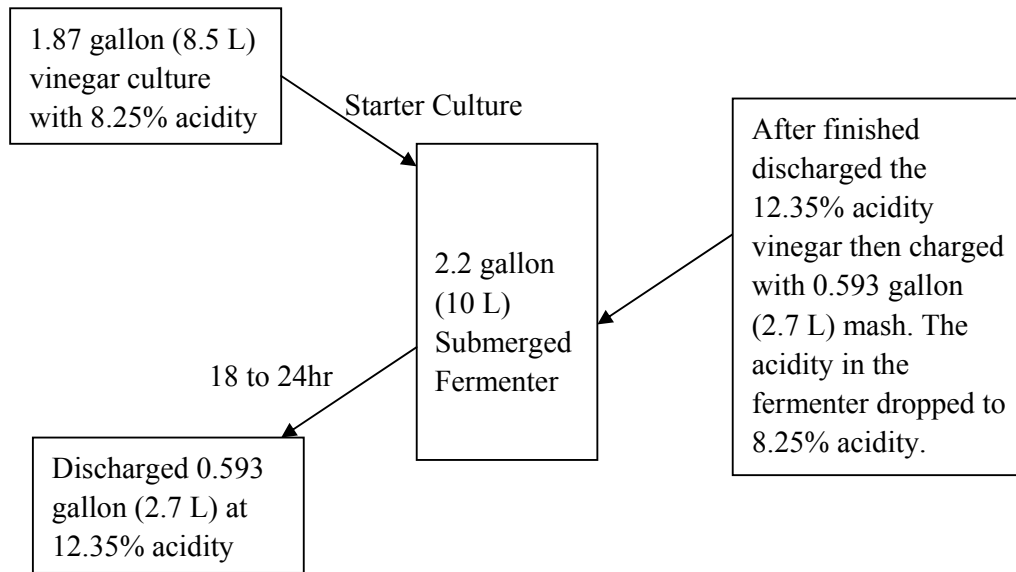 1.87 gallon (8.5 L)
vinegar culture
with 8.25% acidity
Starter Culture
2.2 gallon
(10 L)
Submerged
Fermenter
After finished
discharged the
12.35% acidity
vinegar then charged
with 0.593 gallon
(2.7 L) mash. The
acidity in the
fermenter dropped to
8.25% acidity.
18 to 24hr
Discharged 0.593
gallon (2.7 L) at
12.35% acidity